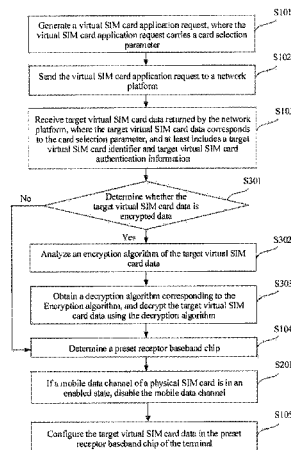 S101
Generate a virtual SIM card application request, where the
virtual SIM card application request carries a card selection
parameter
S102
Send the virtual SIM card application request to a network
platform
S103
Receive target virtual SIM card data returned by the network
platform, where the target virtual SIM card data corresponds
to the card selection parameter, and at least includes a target
virtual SIM card identifier and target virtual SIM card
authentication information
S301
No
Determine whether the
target virtual SIM card data is
encrypted data
Yes
S302
Analyze an encryption algorithm of the target virtual SIM
card data
S303
Obtain a decryption algorithm corresponding to the
Encryption algorithm, and decrypt the target virtual SIM
card data using the decryption algorithm
S104
Determine a preset receptor baseband chip
S201
If a mobile data channel of a physical SIM card is in an
enabled state, disable the mobile data channel
S105
Configure the target virtual SIM card data in the preset
receptor baseband chip of the terminal